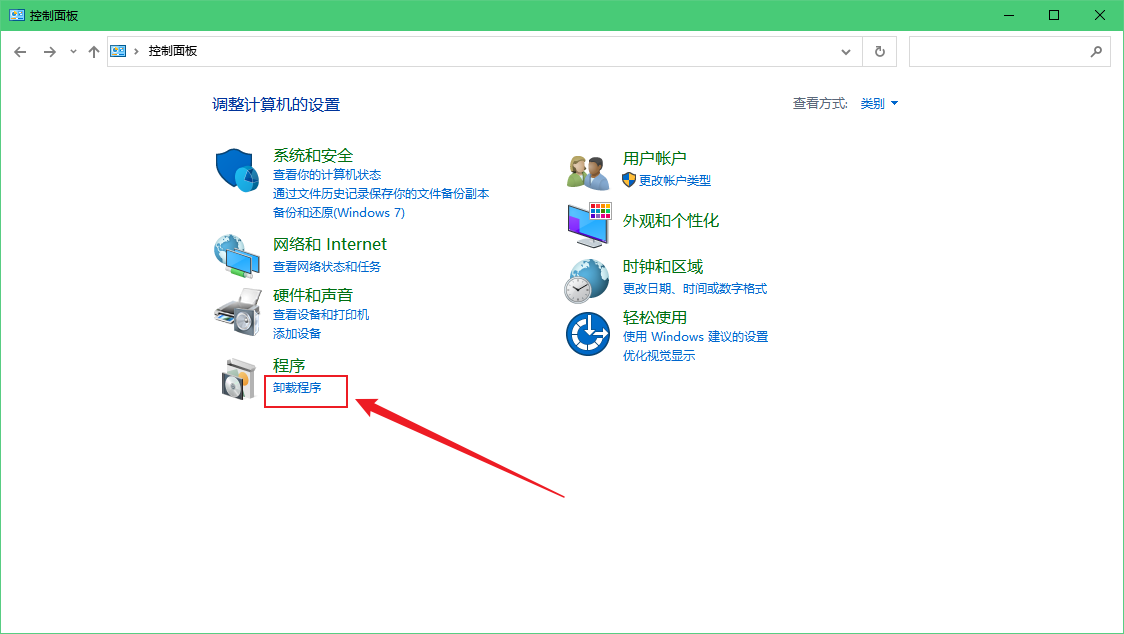 控制面板
控制面板
调整计算机的设置
查看方式: 类别
系统和安全
查看你的计算机状态
通过文件历史记录保存你的文件备份副本
备份和还原(Windows 7)
网络和 Internet
查看网络状态和任务
硬件和声音
查看设备和打印机
添加设备
程序
卸载程序
用户帐户
更改帐户类型
外观和个性化
时钟和区域
更改日期、时间或数字格式
轻松使用
使用 Windows 建议的设置
优化视觉显示